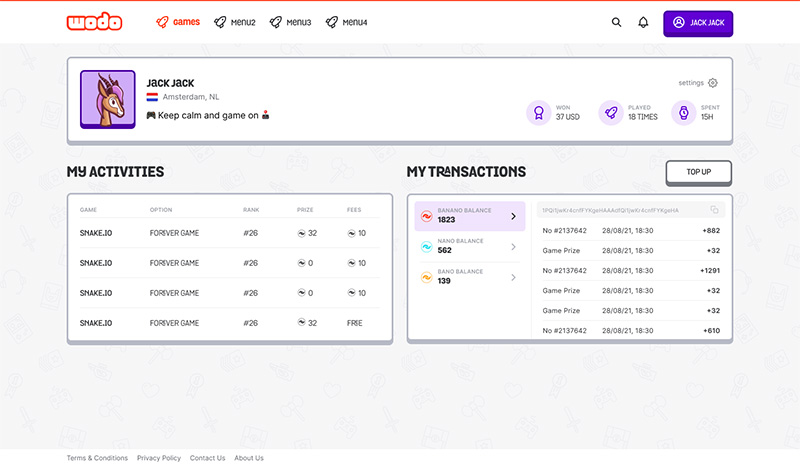 wodo
Games Menu2 Menu3 Menu4 JACK JACK
JACK JACK
Amsterdam, NL
Keep calm and game on
settings
WON
37 USD
PLAYED
18 TIMES
SPENT
15H
MY ACTIVITIES
GAME OPTION RANK PRIZE FEES
SNAKE.IO FORIVER GAME #26 32 10
SNAKE.IO FORIVER GAME #26 0 10
SNAKE.IO FORIVER GAME #26 0 10
SNAKE.IO FORIVER GAME #26 32 FRIE
MY TRANSACTIONS
TOP UP
BANANO BALANCE
1823
NANO BALANCE
562
BANO BALANCE
139
No #2137642 28/08/21, 18:30 +882
Game Prize 28/08/21, 18:30 +32
No #2137642 28/08/21, 18:30 +1291
Game Prize 28/08/21, 18:30 +32
Game Prize 28/08/21, 18:30 +32
No #2137642 28/08/21, 18:30 +610
Terms & Conditions Privacy Policy Contact Us About Us